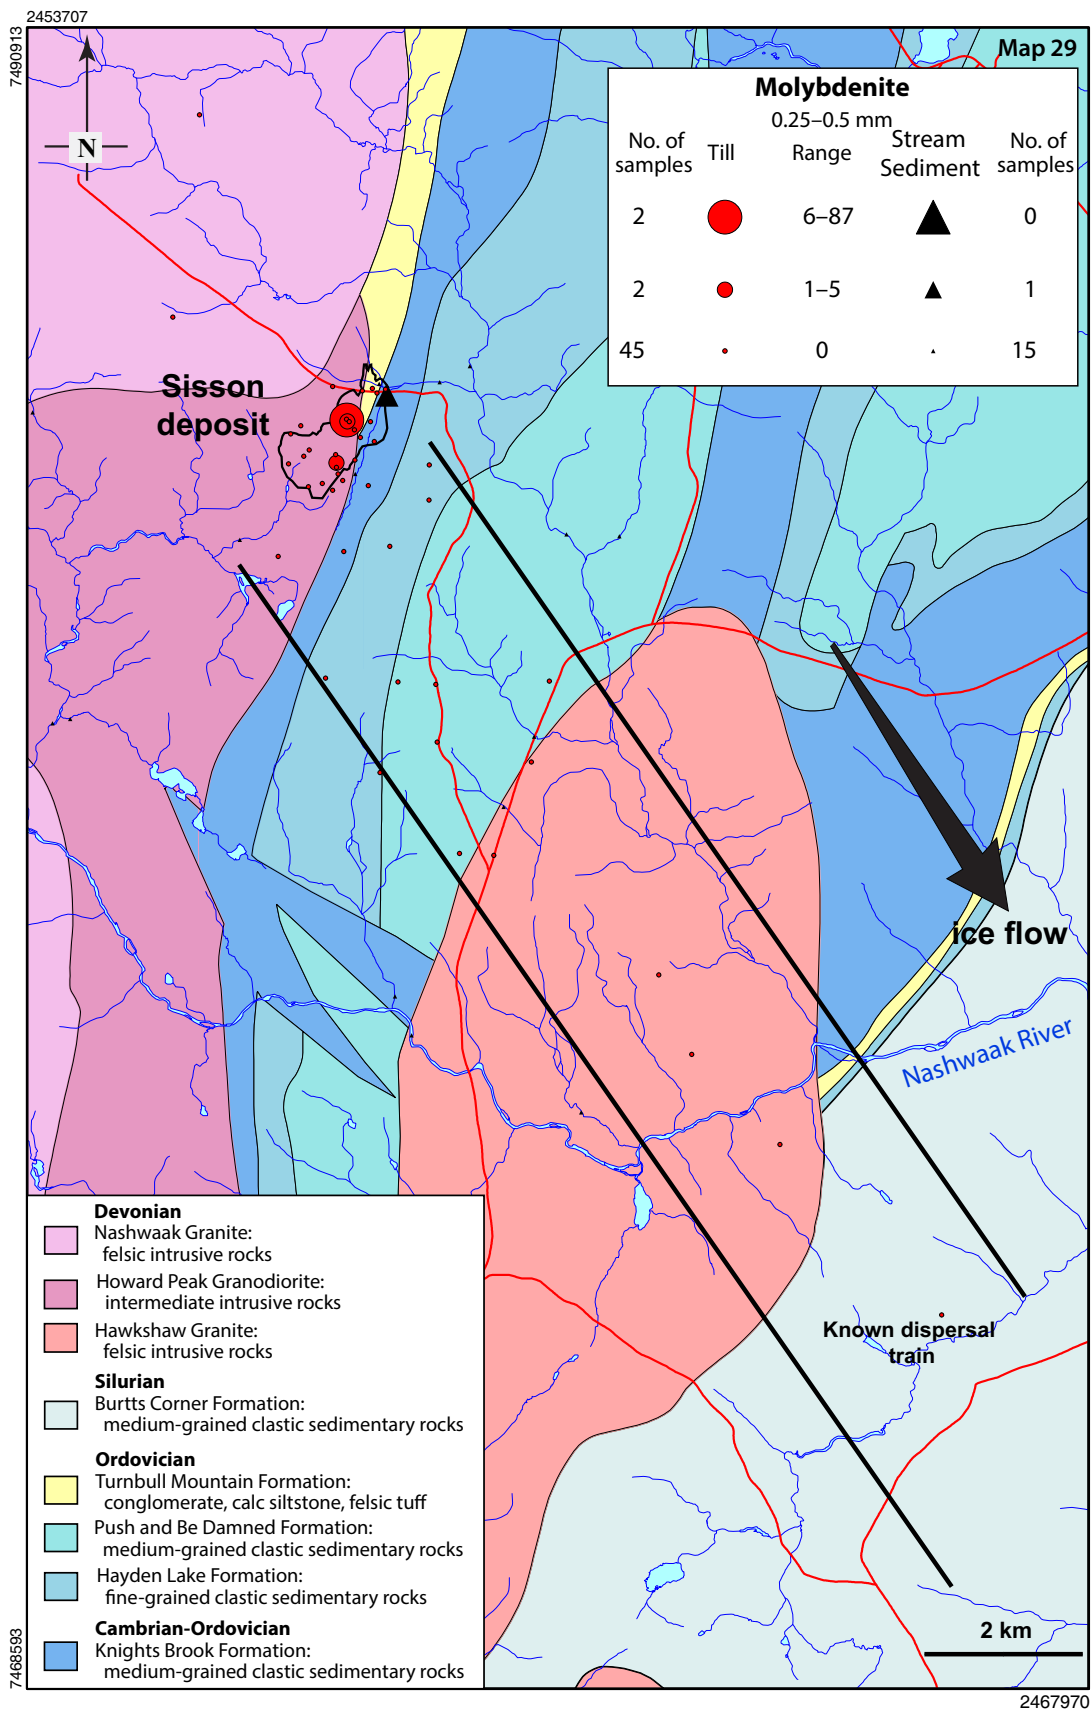 2453707
7490913
Map 29
N
Molybdenite
0.25–0.5 mm
No. of samples
Till
Range
Stream Sediment
No. of samples
2
6–87
0
2
1–5
1
45
0
15
Sisson
deposit
ice flow
Nashwaak River
Known dispersal
train
Devonian
Nashwaak Granite:
felsic intrusive rocks
Howard Peak Granodiorite:
intermediate intrusive rocks
Hawkshaw Granite:
felsic intrusive rocks
Silurian
Burtts Corner Formation:
medium-grained clastic sedimentary rocks
Ordovician
Turnbull Mountain Formation:
conglomerate, calc siltstone, felsic tuff
Push and Be Damned Formation:
medium-grained clastic sedimentary rocks
Hayden Lake Formation:
fine-grained clastic sedimentary rocks
Cambrian-Ordovician
Knights Brook Formation:
medium-grained clastic sedimentary rocks
2 km
7468593
2467970